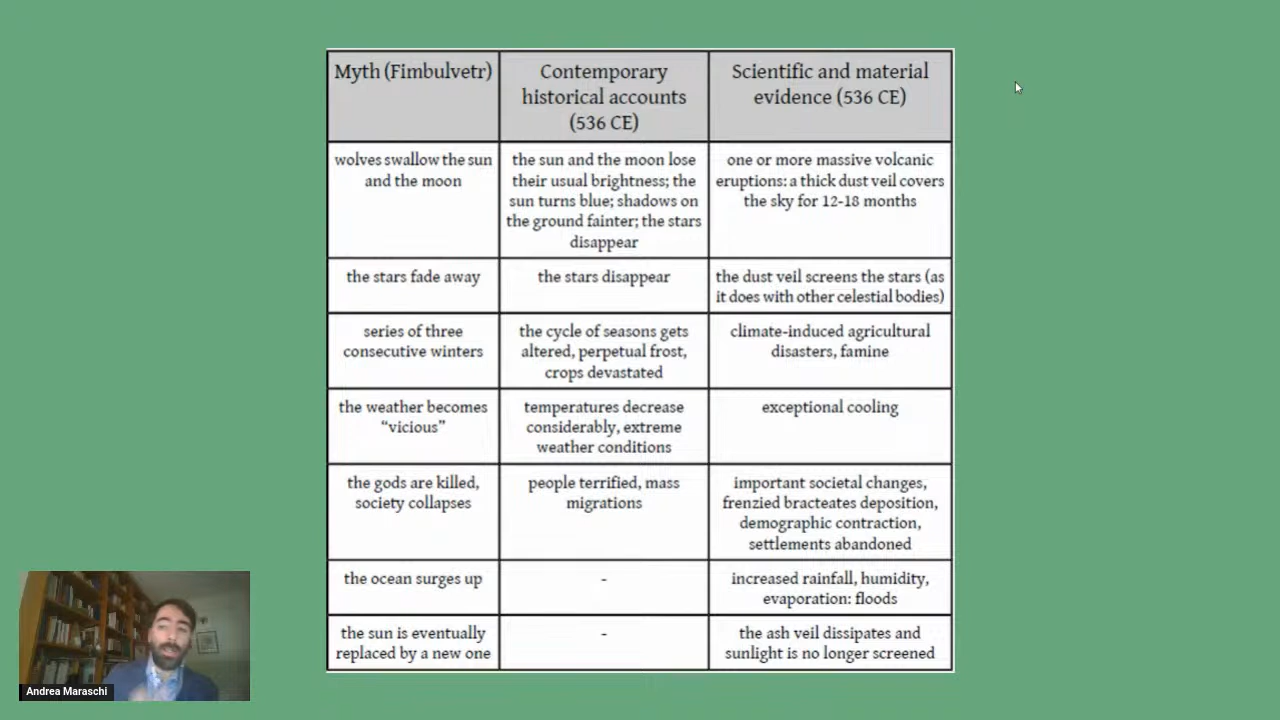 Myth (Fimbulvetr)
Contemporary
historical accounts
(536 CE)
Scientific and material
evidence (536 CE)
wolves swallow the sun
and the moon
the sun and the moon lose
their usual brightness; the
sun turns blue; shadows on
the ground fainter; the stars
disappear
one or more massive volcanic
eruptions: a thick dust veil covers
the sky for 12-18 months
the stars fade away
the stars disappear
the dust veil screens the stars (as
it does with other celestial bodies)
series of three
consecutive winters
the cycle of seasons gets
altered, perpetual frost,
crops devastated
climate-induced agricultural
disasters, famine
the weather becomes
“vicious”
temperatures decrease
considerably, extreme
weather conditions
exceptional cooling
the gods are killed,
society collapses
people terrified, mass
migrations
important societal changes,
frenzied bracteates deposition,
demographic contraction,
settlements abandoned
the ocean surges up
-
increased rainfall, humidity,
evaporation: floods
the sun is eventually
replaced by a new one
-
the ash veil dissipates and
sunlight is no longer screened
Andrea Maraschi